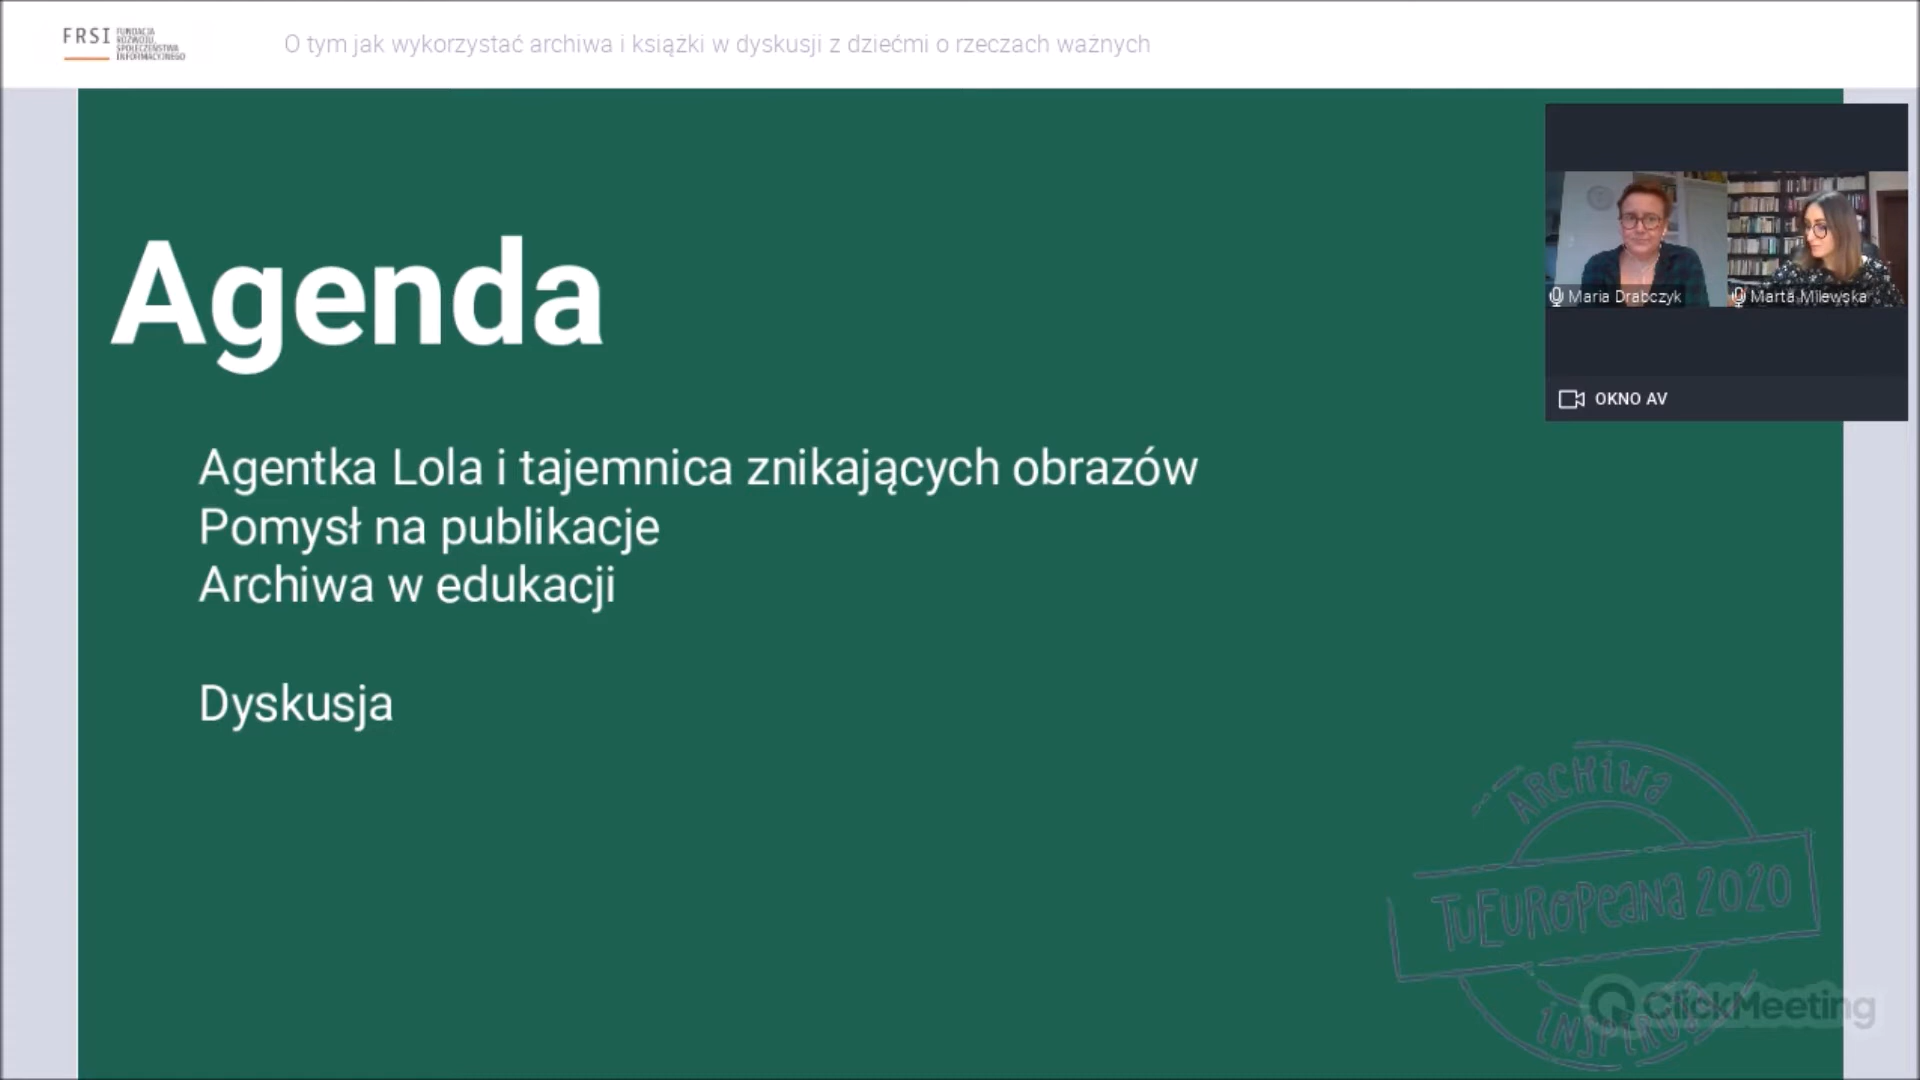 FRSI
FUNDACJA
ROZWOJU
SPOŁECZEŃSTWA
INFORMACYJNEGO
O tym jak wykorzystać archiwa i książki w dyskusji z dziećmi o rzeczach ważnych
Agenda
Maria Drabczyk
Marta Milewska
OKNO AV
Agentka Lola i tajemnica znikających obrazów
Pomysł na publikacje
Archiwa w edukacji
Dyskusja
ARCHIWA
TuEUROPEANA 2020
ClickMeeting